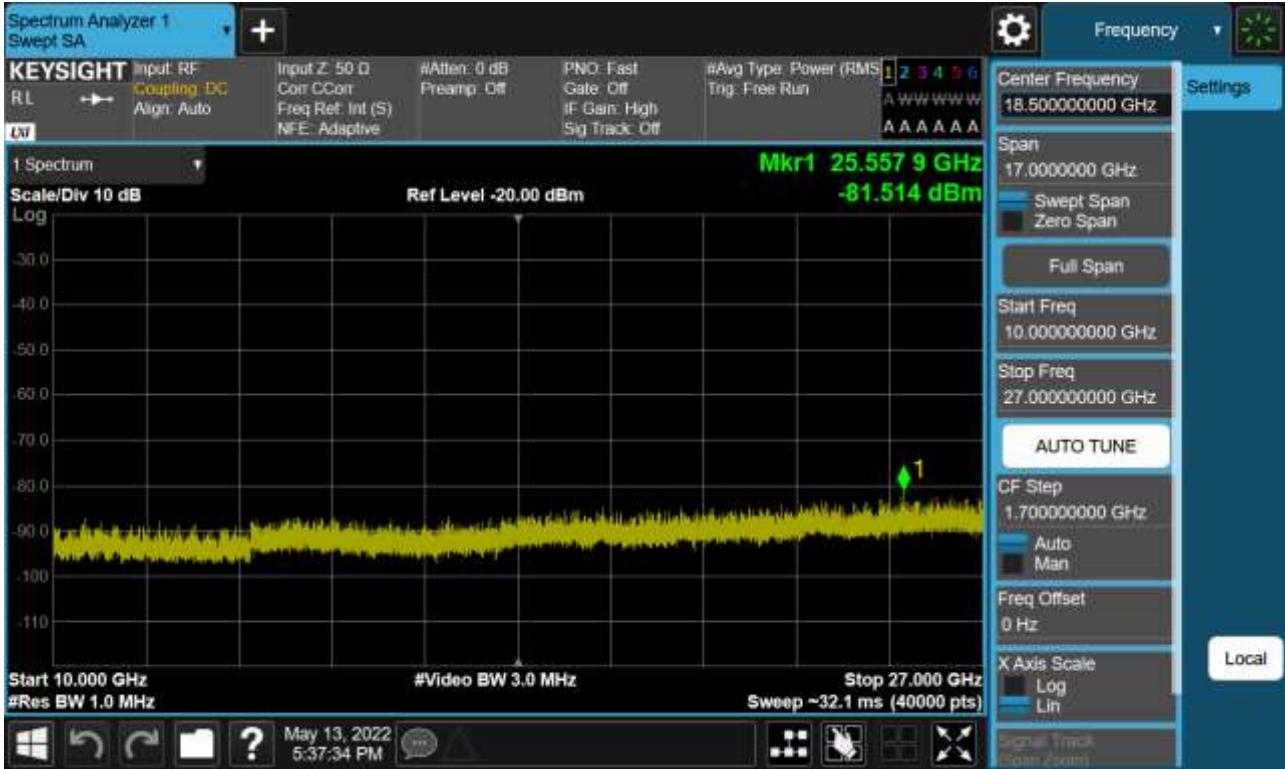 Spectrum Analyzer 1
Swept SA
+
Frequency
KEYSIGHT
RL
LXI
Input: RF
Coupling: DC
Align: Auto
Input Z: 50 Ω
Corr CCorr
Freq Ref: Int (S)
NFE: Adaptive
#Atten: 0 dB
Preamp: Off
PNO: Fast
Gate: Off
IF Gain: High
Sig Track: Off
#Avg Type: Power (RMS
Trig: Free Run
1 2 3 4 5 6
A W W W W W
A A A A A A
1 Spectrum
Scale/Div 10 dB
Ref Level -20.00 dBm
Mkr1 25.557 9 GHz
-81.514 dBm
Log
-30.0
-40.0
-50.0
-60.0
-70.0
-80.0
-90.0
-100
-110
1
Start 10.000 GHz
#Video BW 3.0 MHz
Stop 27.000 GHz
#Res BW 1.0 MHz
Sweep ~32.1 ms (40000 pts)
?
May 13, 2022
5:37:34 PM
Center Frequency
18.500000000 GHz
Settings
Span
17.0000000 GHz
Swept Span
Zero Span
Full Span
Start Freq
10.000000000 GHz
Stop Freq
27.000000000 GHz
AUTO TUNE
CF Step
1.700000000 GHz
Auto
Man
Freq Offset
0 Hz
X Axis Scale
Log
Lin
Local
Signal Track
(Span Zoom)